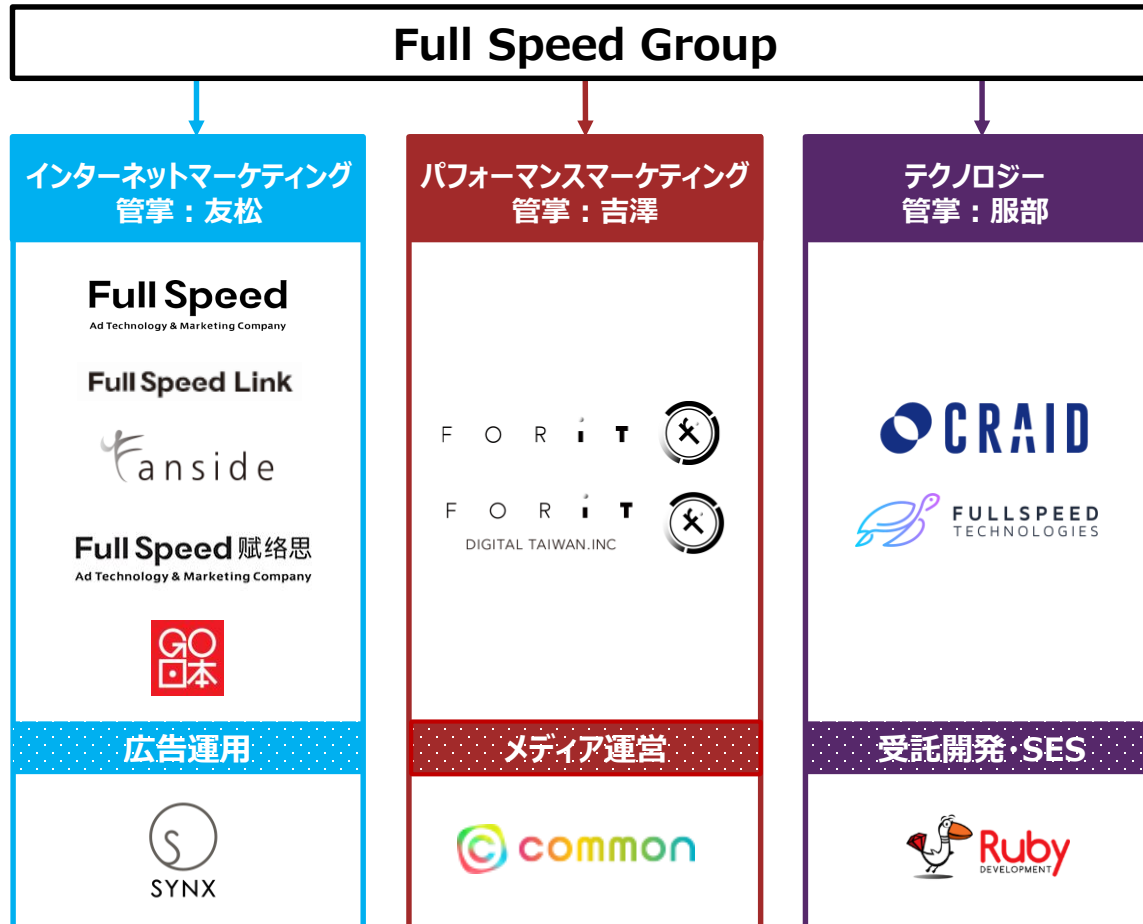 Full Speed Group
インターネットマーケティング
管掌：友松
Full Speed
Ad Technology & Marketing Company
Full Speed Link
Fanside
Full Speed 赋络思
Ad Technology & Marketing Company
GO
日本
広告運用
S
SYNX
パフォーマンスマーケティング
管掌：吉澤
FORiT
FORiT
DIGITAL TAIWAN.INC
メディア運営
C common
テクノロジー
管掌：服部
CRAID
FULLSPEED
TECHNOLOGIES
受託開発・SES
Ruby
DEVELOPMENT